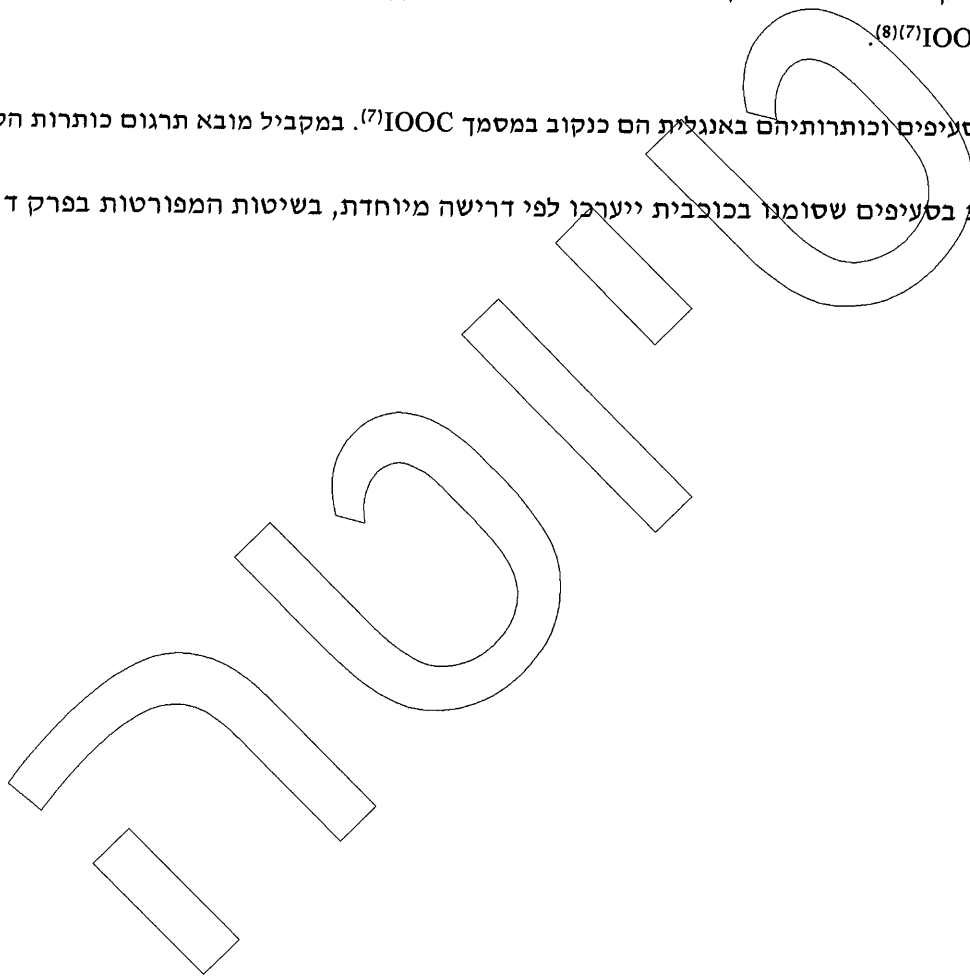 IOO⁽⁷⁾⁽⁸⁾.
סעיפים וכותרותיהם באנגלית הם כנקוב במסמך IOOC⁽⁷⁾. במקביל מובא תרגום כותרות
בסעיפים שסומנו בכוכבית ייערכו לפי דרישה מיוחדת, בשיטות המפורטות בפרק ד
טיוטה